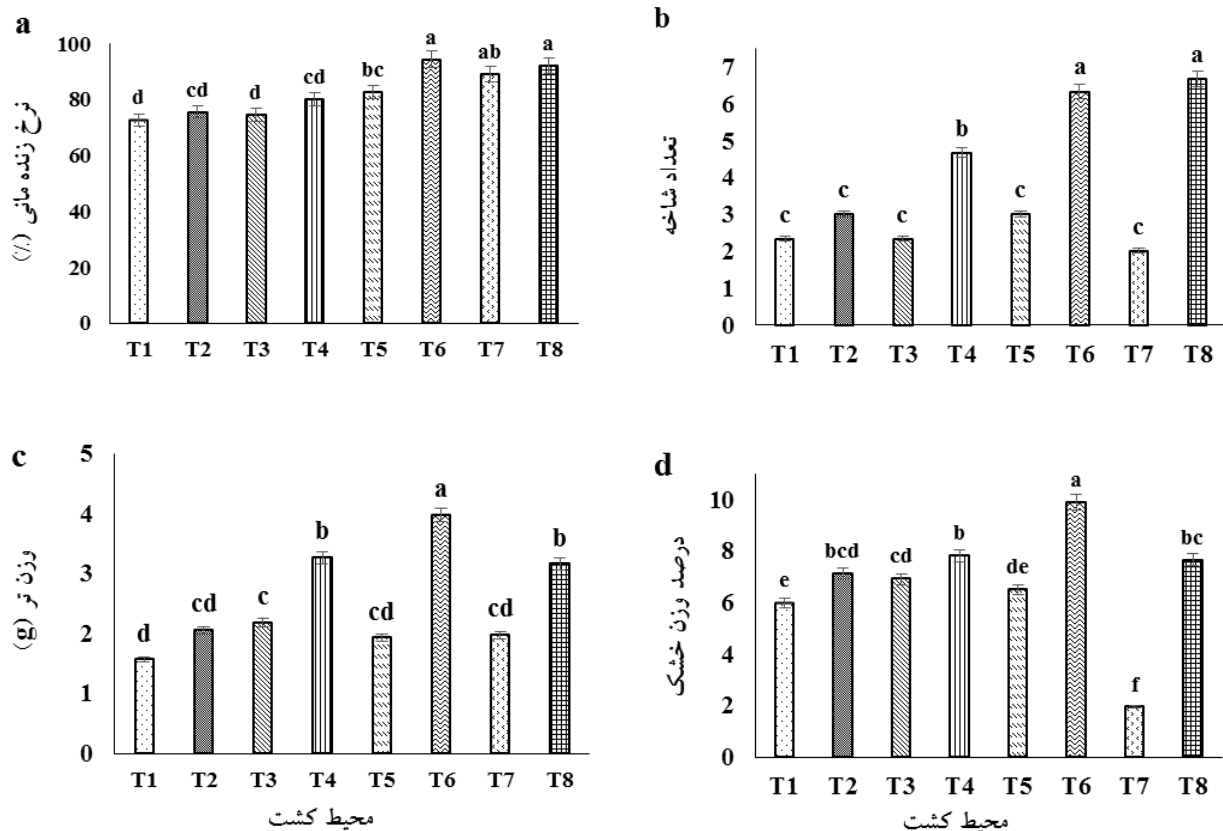 a
نرخ زنده مانی (٪)
100
80
60
40
20
0
d
cd
d
cd
bc
a
ab
a
T1 T2 T3 T4 T5 T6 T7 T8
b
تعداد شاخه
7
6
5
4
3
2
1
0
c
c
c
b
c
a
c
a
T1 T2 T3 T4 T5 T6 T7 T8
c
وزن تر (g)
5
4
3
2
1
0
d
cd
c
b
cd
a
cd
b
T1 T2 T3 T4 T5 T6 T7 T8
محیط کشت
d
درصد وزن خشک
10
8
6
4
2
0
e
bcd
cd
b
de
a
f
bc
T1 T2 T3 T4 T5 T6 T7 T8
محیط کشت